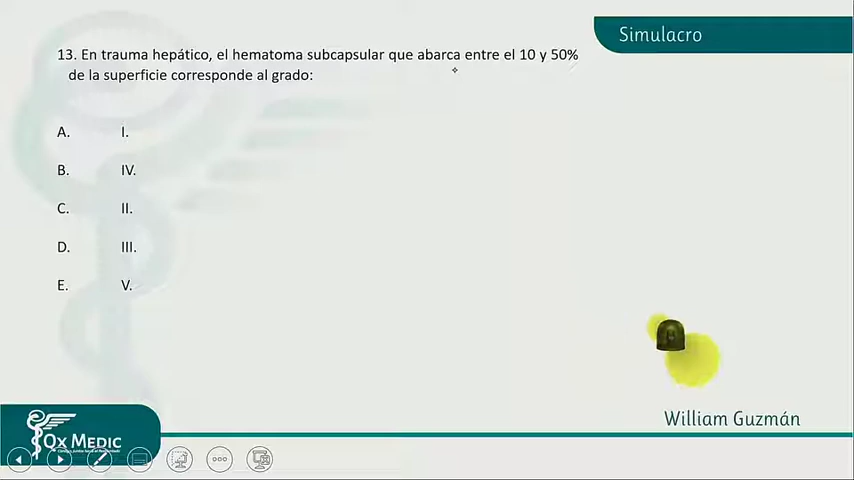 Simulacro
13. En trauma hepático, el hematoma subcapsular que abarca entre el 10 y 50%
de la superficie corresponde al grado:
A. I.
B. IV.
C. II.
D. III.
E. V.
William Guzmán
QX MEDIC